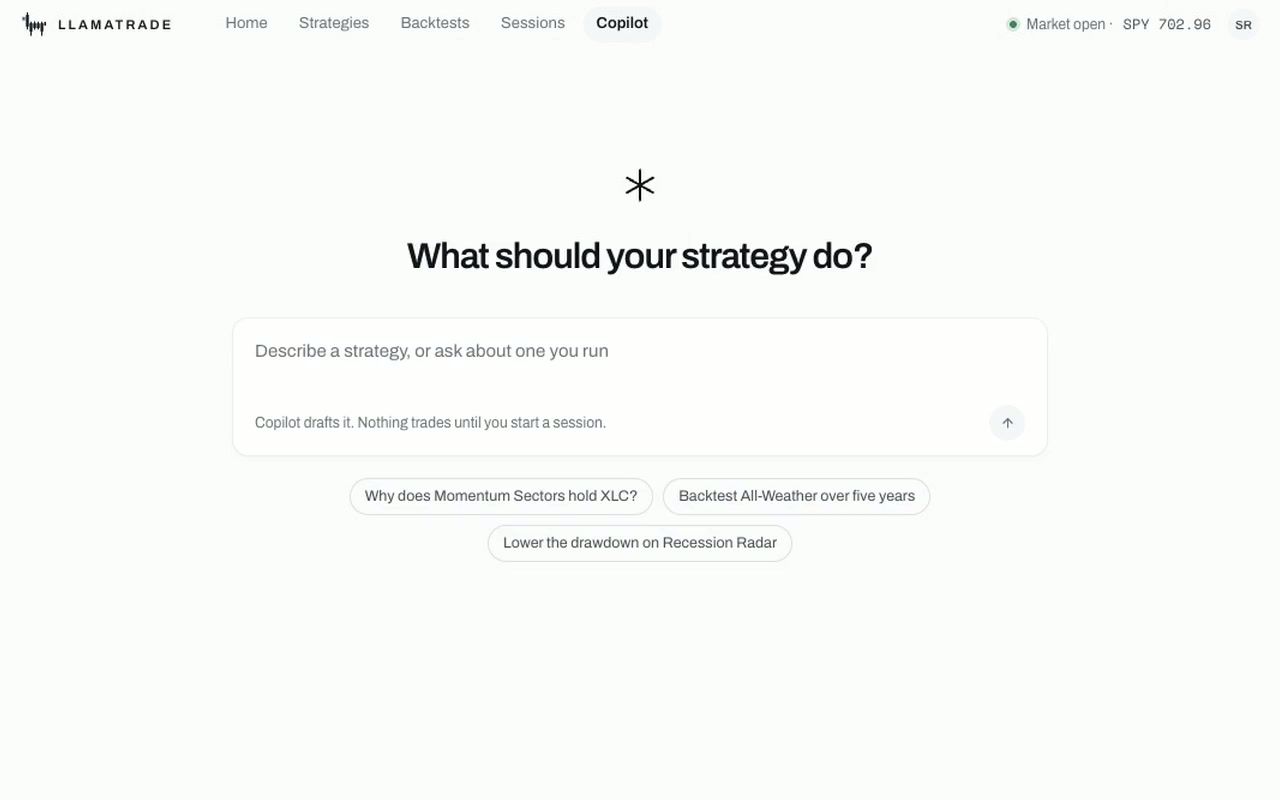 LLAMATRADE Home Strategies Backtests Sessions Copilot Market open · SPY 702.96 SR
What should your strategy do?
Describe a strategy, or ask about one you run
Copilot drafts it. Nothing trades until you start a session.
Why does Momentum Sectors hold XLC? Backtest All-Weather over five years
Lower the drawdown on Recession Radar